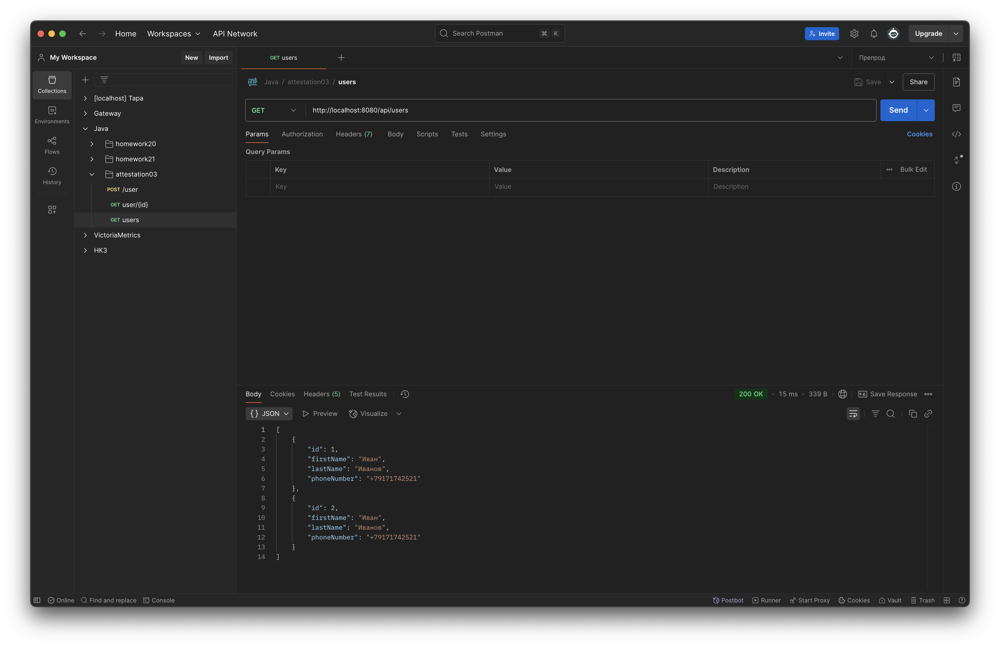 Home Workspaces API Network Search Postman ⌘ K Invite Upgrade
My Workspace New Import GET users Препрод
Collections
Environments
Flows
History
[localhost] Тара
Gateway
Java
homework20
homework21
attestation03
POST /user
GET user/{id}
GET users
VictoriaMetrics
НКЗ
HTTP Java / attestation03 / users Save Share
GET http://localhost:8080/api/users Send
Params Authorization Headers (7) Body Scripts Tests Settings Cookies
Query Params
Key Value Description Bulk Edit
Key Value Description
Body Cookies Headers (5) Test Results 200 OK 15 ms 339 B e.g. Save Response
{} JSON Preview Visualize
1 [
2 {
3 "id": 1,
4 "firstName": "Иван",
5 "lastName": "Иванов",
6 "phoneNumber": "+79171742521"
7 },
8 {
9 "id": 2,
10 "firstName": "Иван",
11 "lastName": "Иванов",
12 "phoneNumber": "+79171742521"
13 }
14 ]
Online Find and replace Console Postbot Runner Start Proxy Cookies Vault Trash